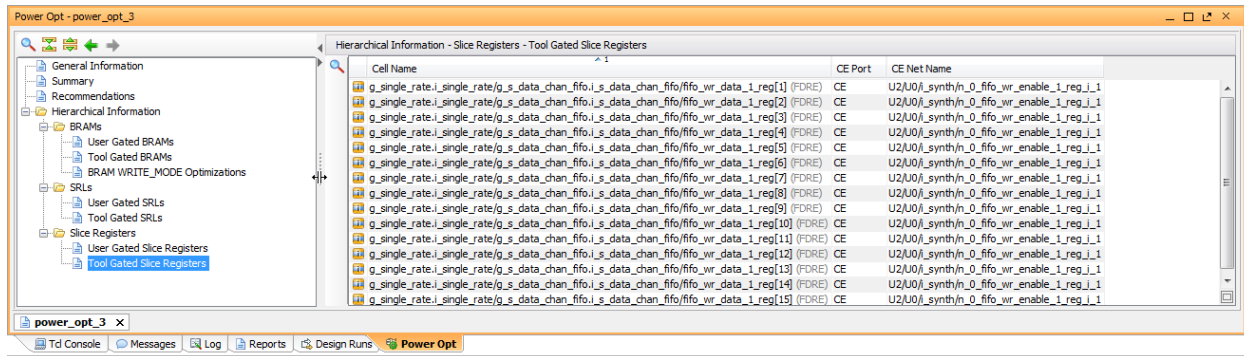 Power Opt - power_opt_3
General Information
Summary
Recommendations
Hierarchical Information
BRAMs
User Gated BRAMs
Tool Gated BRAMs
BRAM WRITE_MODE Optimizations
SRLs
User Gated SRLs
Tool Gated SRLs
Slice Registers
User Gated Slice Registers
Tool Gated Slice Registers
Hierarchical Information - Slice Registers - Tool Gated Slice Registers
Cell Name 1 CE Port CE Net Name
g_single_rate.i_single_rate/g_s_data_chan_fifo.i_s_data_chan_fifo/fifo_wr_data_1_reg[1] (FDRE) CE U2/U0/i_synth/n_0_fifo_wr_enable_1_reg_i_1
g_single_rate.i_single_rate/g_s_data_chan_fifo.i_s_data_chan_fifo/fifo_wr_data_1_reg[2] (FDRE) CE U2/U0/i_synth/n_0_fifo_wr_enable_1_reg_i_1
g_single_rate.i_single_rate/g_s_data_chan_fifo.i_s_data_chan_fifo/fifo_wr_data_1_reg[3] (FDRE) CE U2/U0/i_synth/n_0_fifo_wr_enable_1_reg_i_1
g_single_rate.i_single_rate/g_s_data_chan_fifo.i_s_data_chan_fifo/fifo_wr_data_1_reg[4] (FDRE) CE U2/U0/i_synth/n_0_fifo_wr_enable_1_reg_i_1
g_single_rate.i_single_rate/g_s_data_chan_fifo.i_s_data_chan_fifo/fifo_wr_data_1_reg[5] (FDRE) CE U2/U0/i_synth/n_0_fifo_wr_enable_1_reg_i_1
g_single_rate.i_single_rate/g_s_data_chan_fifo.i_s_data_chan_fifo/fifo_wr_data_1_reg[6] (FDRE) CE U2/U0/i_synth/n_0_fifo_wr_enable_1_reg_i_1
g_single_rate.i_single_rate/g_s_data_chan_fifo.i_s_data_chan_fifo/fifo_wr_data_1_reg[7] (FDRE) CE U2/U0/i_synth/n_0_fifo_wr_enable_1_reg_i_1
g_single_rate.i_single_rate/g_s_data_chan_fifo.i_s_data_chan_fifo/fifo_wr_data_1_reg[8] (FDRE) CE U2/U0/i_synth/n_0_fifo_wr_enable_1_reg_i_1
g_single_rate.i_single_rate/g_s_data_chan_fifo.i_s_data_chan_fifo/fifo_wr_data_1_reg[9] (FDRE) CE U2/U0/i_synth/n_0_fifo_wr_enable_1_reg_i_1
g_single_rate.i_single_rate/g_s_data_chan_fifo.i_s_data_chan_fifo/fifo_wr_data_1_reg[10] (FDRE) CE U2/U0/i_synth/n_0_fifo_wr_enable_1_reg_i_1
g_single_rate.i_single_rate/g_s_data_chan_fifo.i_s_data_chan_fifo/fifo_wr_data_1_reg[11] (FDRE) CE U2/U0/i_synth/n_0_fifo_wr_enable_1_reg_i_1
g_single_rate.i_single_rate/g_s_data_chan_fifo.i_s_data_chan_fifo/fifo_wr_data_1_reg[12] (FDRE) CE U2/U0/i_synth/n_0_fifo_wr_enable_1_reg_i_1
g_single_rate.i_single_rate/g_s_data_chan_fifo.i_s_data_chan_fifo/fifo_wr_data_1_reg[13] (FDRE) CE U2/U0/i_synth/n_0_fifo_wr_enable_1_reg_i_1
g_single_rate.i_single_rate/g_s_data_chan_fifo.i_s_data_chan_fifo/fifo_wr_data_1_reg[14] (FDRE) CE U2/U0/i_synth/n_0_fifo_wr_enable_1_reg_i_1
g_single_rate.i_single_rate/g_s_data_chan_fifo.i_s_data_chan_fifo/fifo_wr_data_1_reg[15] (FDRE) CE U2/U0/i_synth/n_0_fifo_wr_enable_1_reg_i_1
power_opt_3
Tcl Console Messages Log Reports Design Runs Power Opt